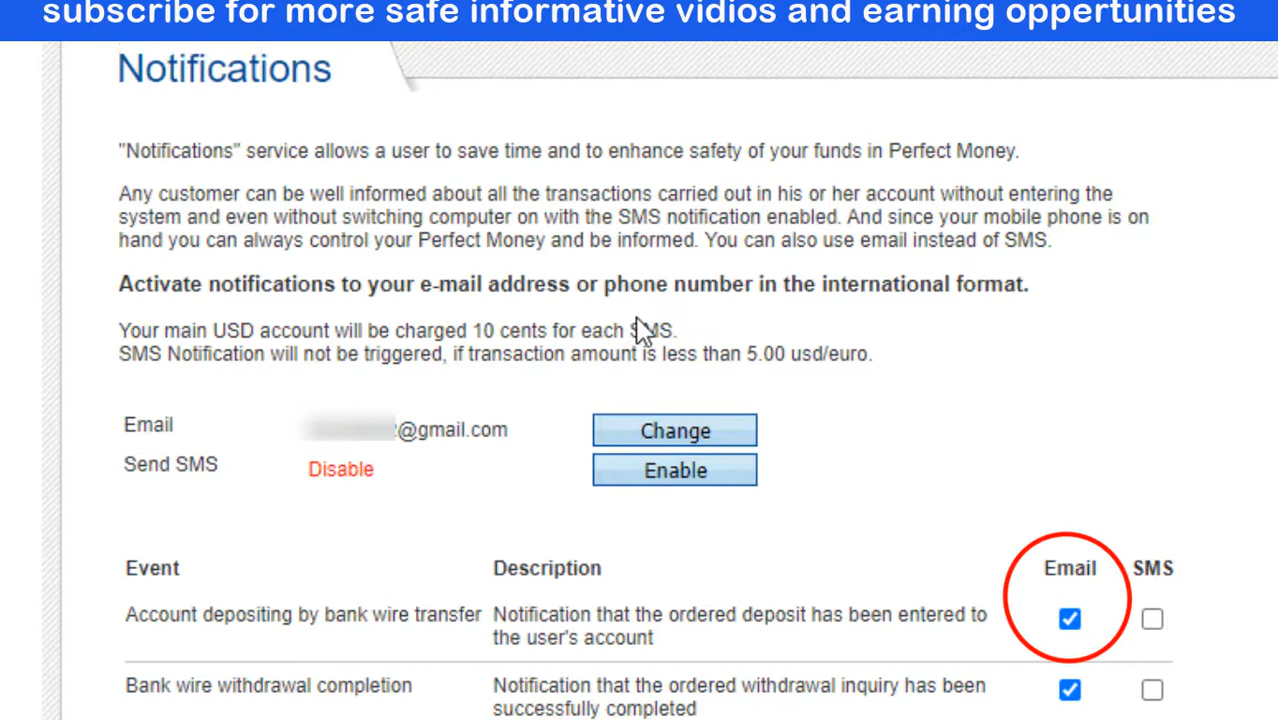 subscribe for more safe informative vidios and earning oppertunities
Notifications
"Notifications" service allows a user to save time and to enhance safety of your funds in Perfect Money.
Any customer can be well informed about all the transactions carried out in his or her account without entering the
system and even without switching computer on with the SMS notification enabled. And since your mobile phone is on
hand you can always control your Perfect Money and be informed. You can also use email instead of SMS.
Activate notifications to your e-mail address or phone number in the international format.
Your main USD account will be charged 10 cents for each SMS.
SMS Notification will not be triggered, if transaction amount is less than 5.00 usd/euro.
Email @gmail.com Change
Send SMS Disable Enable
Event Description Email SMS
Account depositing by bank wire transfer Notification that the ordered deposit has been entered to
the user's account
Bank wire withdrawal completion Notification that the ordered withdrawal inquiry has been
successfully completed